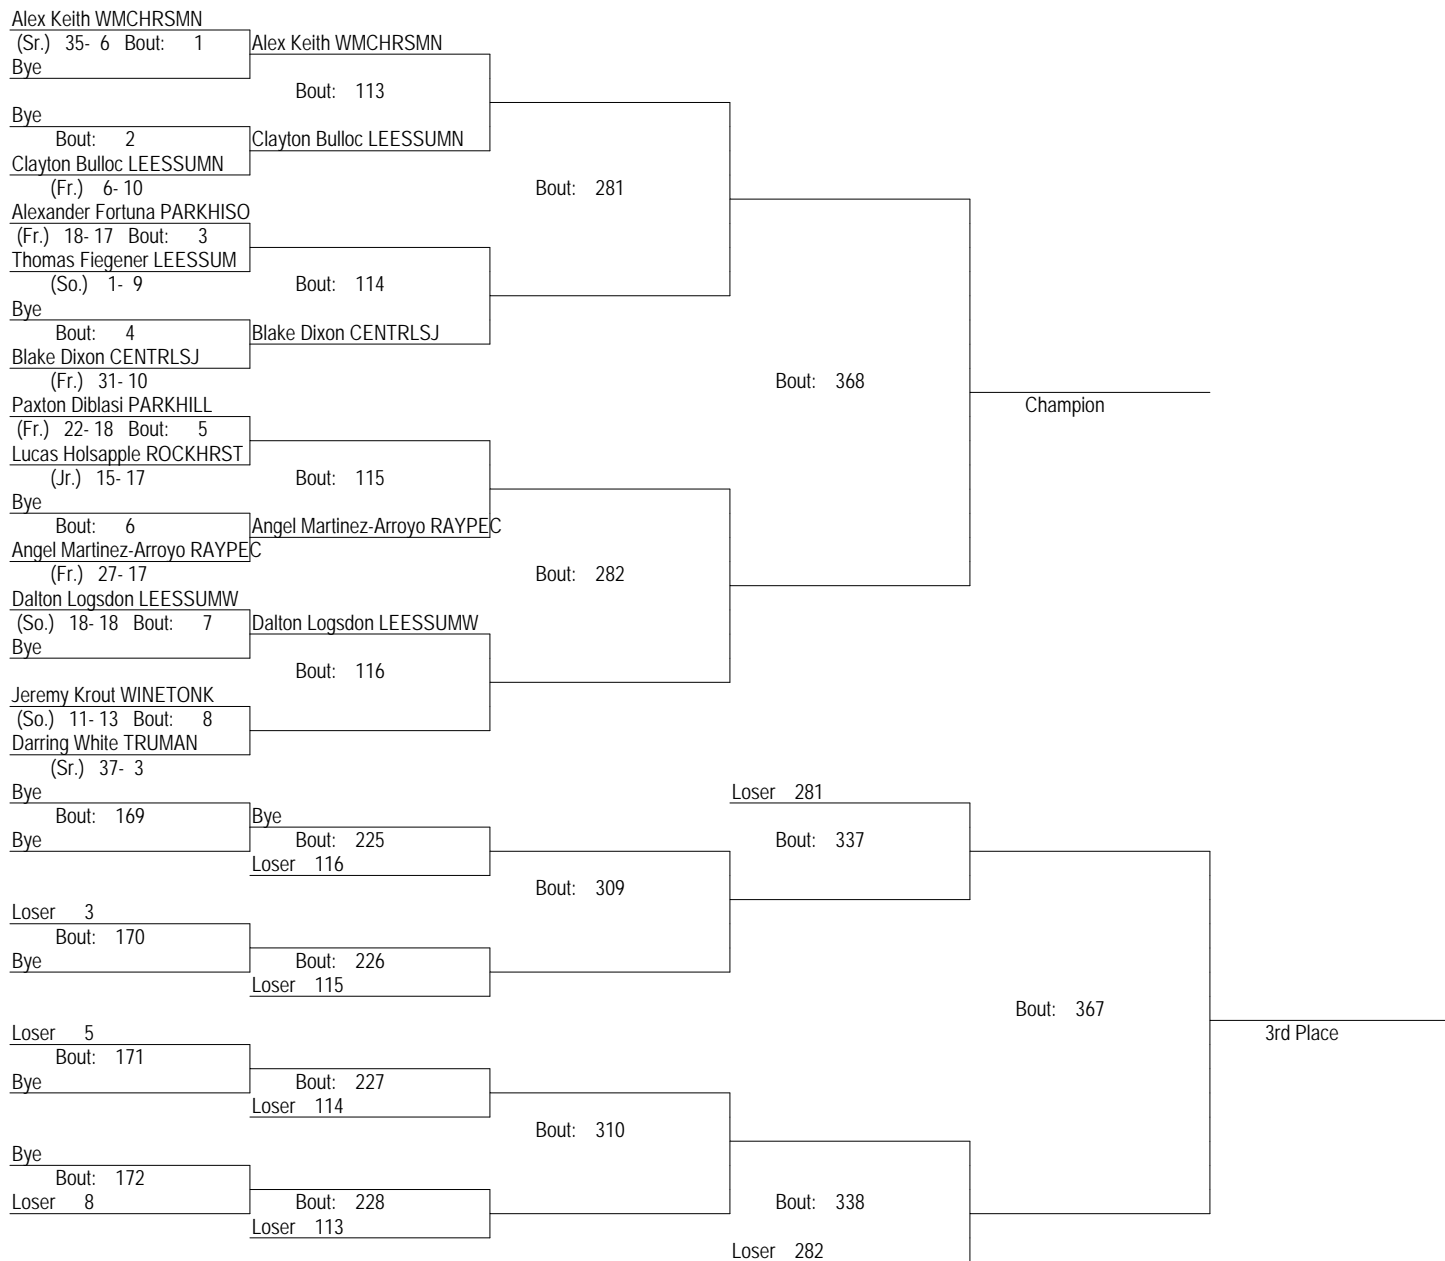 Alex Keith WMCHRSMN
(Sr.) 35- 6 Bout: 1
Alex Keith WMCHRSMN
Bye
Bout: 113
Bye
Bout: 2
Clayton Bulloc LEESSUMN
Clayton Bulloc LEESSUMN
(Fr.) 6- 10
Bout: 281
Alexander Fortuna PARKHISO
(Fr.) 18- 17 Bout: 3
Thomas Fiegener LEESSUM
(So.) 1- 9
Bout: 114
Bye
Bout: 4
Blake Dixon CENTRLSJ
Blake Dixon CENTRLSJ
(Fr.) 31- 10
Bout: 368
Paxton Diblasi PARKHILL
Champion
(Fr.) 22- 18 Bout: 5
Lucas Holsapple ROCKHRST
(Jr.) 15- 17
Bout: 115
Bye
Bout: 6
Angel Martinez-Arroyo RAYPEC
Angel Martinez-Arroyo RAYPEC
(Fr.) 27- 17
Bout: 282
Dalton Logsdon LEESSUMW
(So.) 18- 18 Bout: 7
Dalton Logsdon LEESSUMW
Bye
Bout: 116
Jeremy Krout WINETONK
(So.) 11- 13 Bout: 8
Darring White TRUMAN
(Sr.) 37- 3
Bye
Loser 281
Bout: 169
Bye
Bye
Bout: 225
Bout: 337
Loser 116
Bout: 309
Loser 3
Bout: 170
Bye
Bout: 226
Loser 115
Bout: 367
Loser 5
3rd Place
Bout: 171
Bye
Bout: 227
Loser 114
Bout: 310
Bye
Bout: 172
Loser 8
Bout: 228
Bout: 338
Loser 113
Loser 282